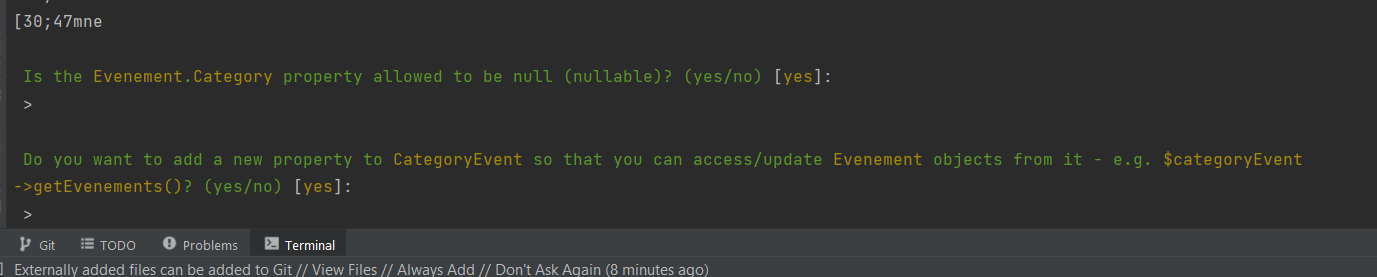 [30;47mne
Is the Evenement.Category property allowed to be null (nullable)? (yes/no) [yes]:
>
Do you want to add a new property to CategoryEvent so that you can access/update Evenement objects from it - e.g. $categoryEvent
->getEvenements()? (yes/no) [yes]:
>
Git TODO Problems Terminal
Externally added files can be added to Git // View Files // Always Add // Don't Ask Again (8 minutes ago)